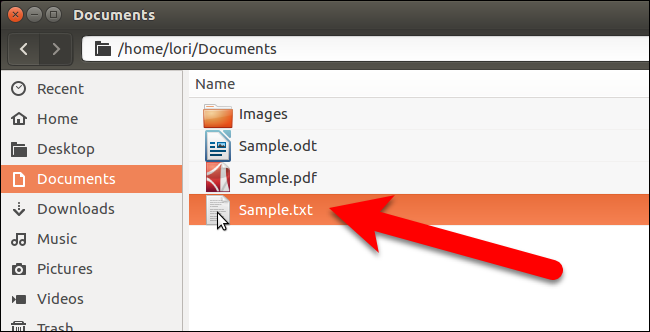 Documents
/home/lori/Documents
Recent
Home
Desktop
Documents
Downloads
Music
Pictures
Videos
Trash
Name
Images
Sample.odt
Sample.pdf
Sample.txt